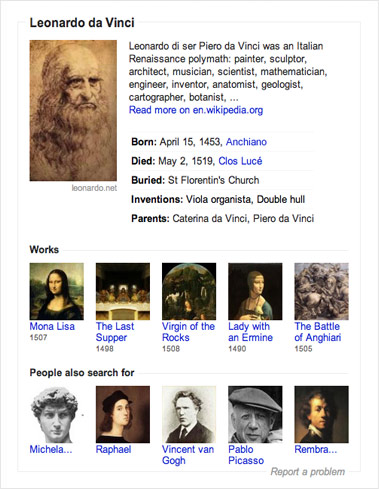 Leonardo da Vinci
Leonardo di ser Piero da Vinci was an Italian
Renaissance polymath: painter, sculptor,
architect, musician, scientist, mathematician,
engineer, inventor, anatomist, geologist,
cartographer, botanist, ...
Read more on en.wikipedia.org
leonardo.net
Born: April 15, 1453, Anchiano
Died: May 2, 1519, Clos Lucé
Buried: St Florentin's Church
Inventions: Viola organista, Double hull
Parents: Caterina da Vinci, Piero da Vinci
Works
Mona Lisa
1507
The Last
Supper
1498
Virgin of the
Rocks
1508
Lady with
an Ermine
1490
The Battle
of Anghiari
1505
People also search for
Michela...
Raphael
Vincent van
Gogh
Pablo
Picasso
Rembra...
Report a problem